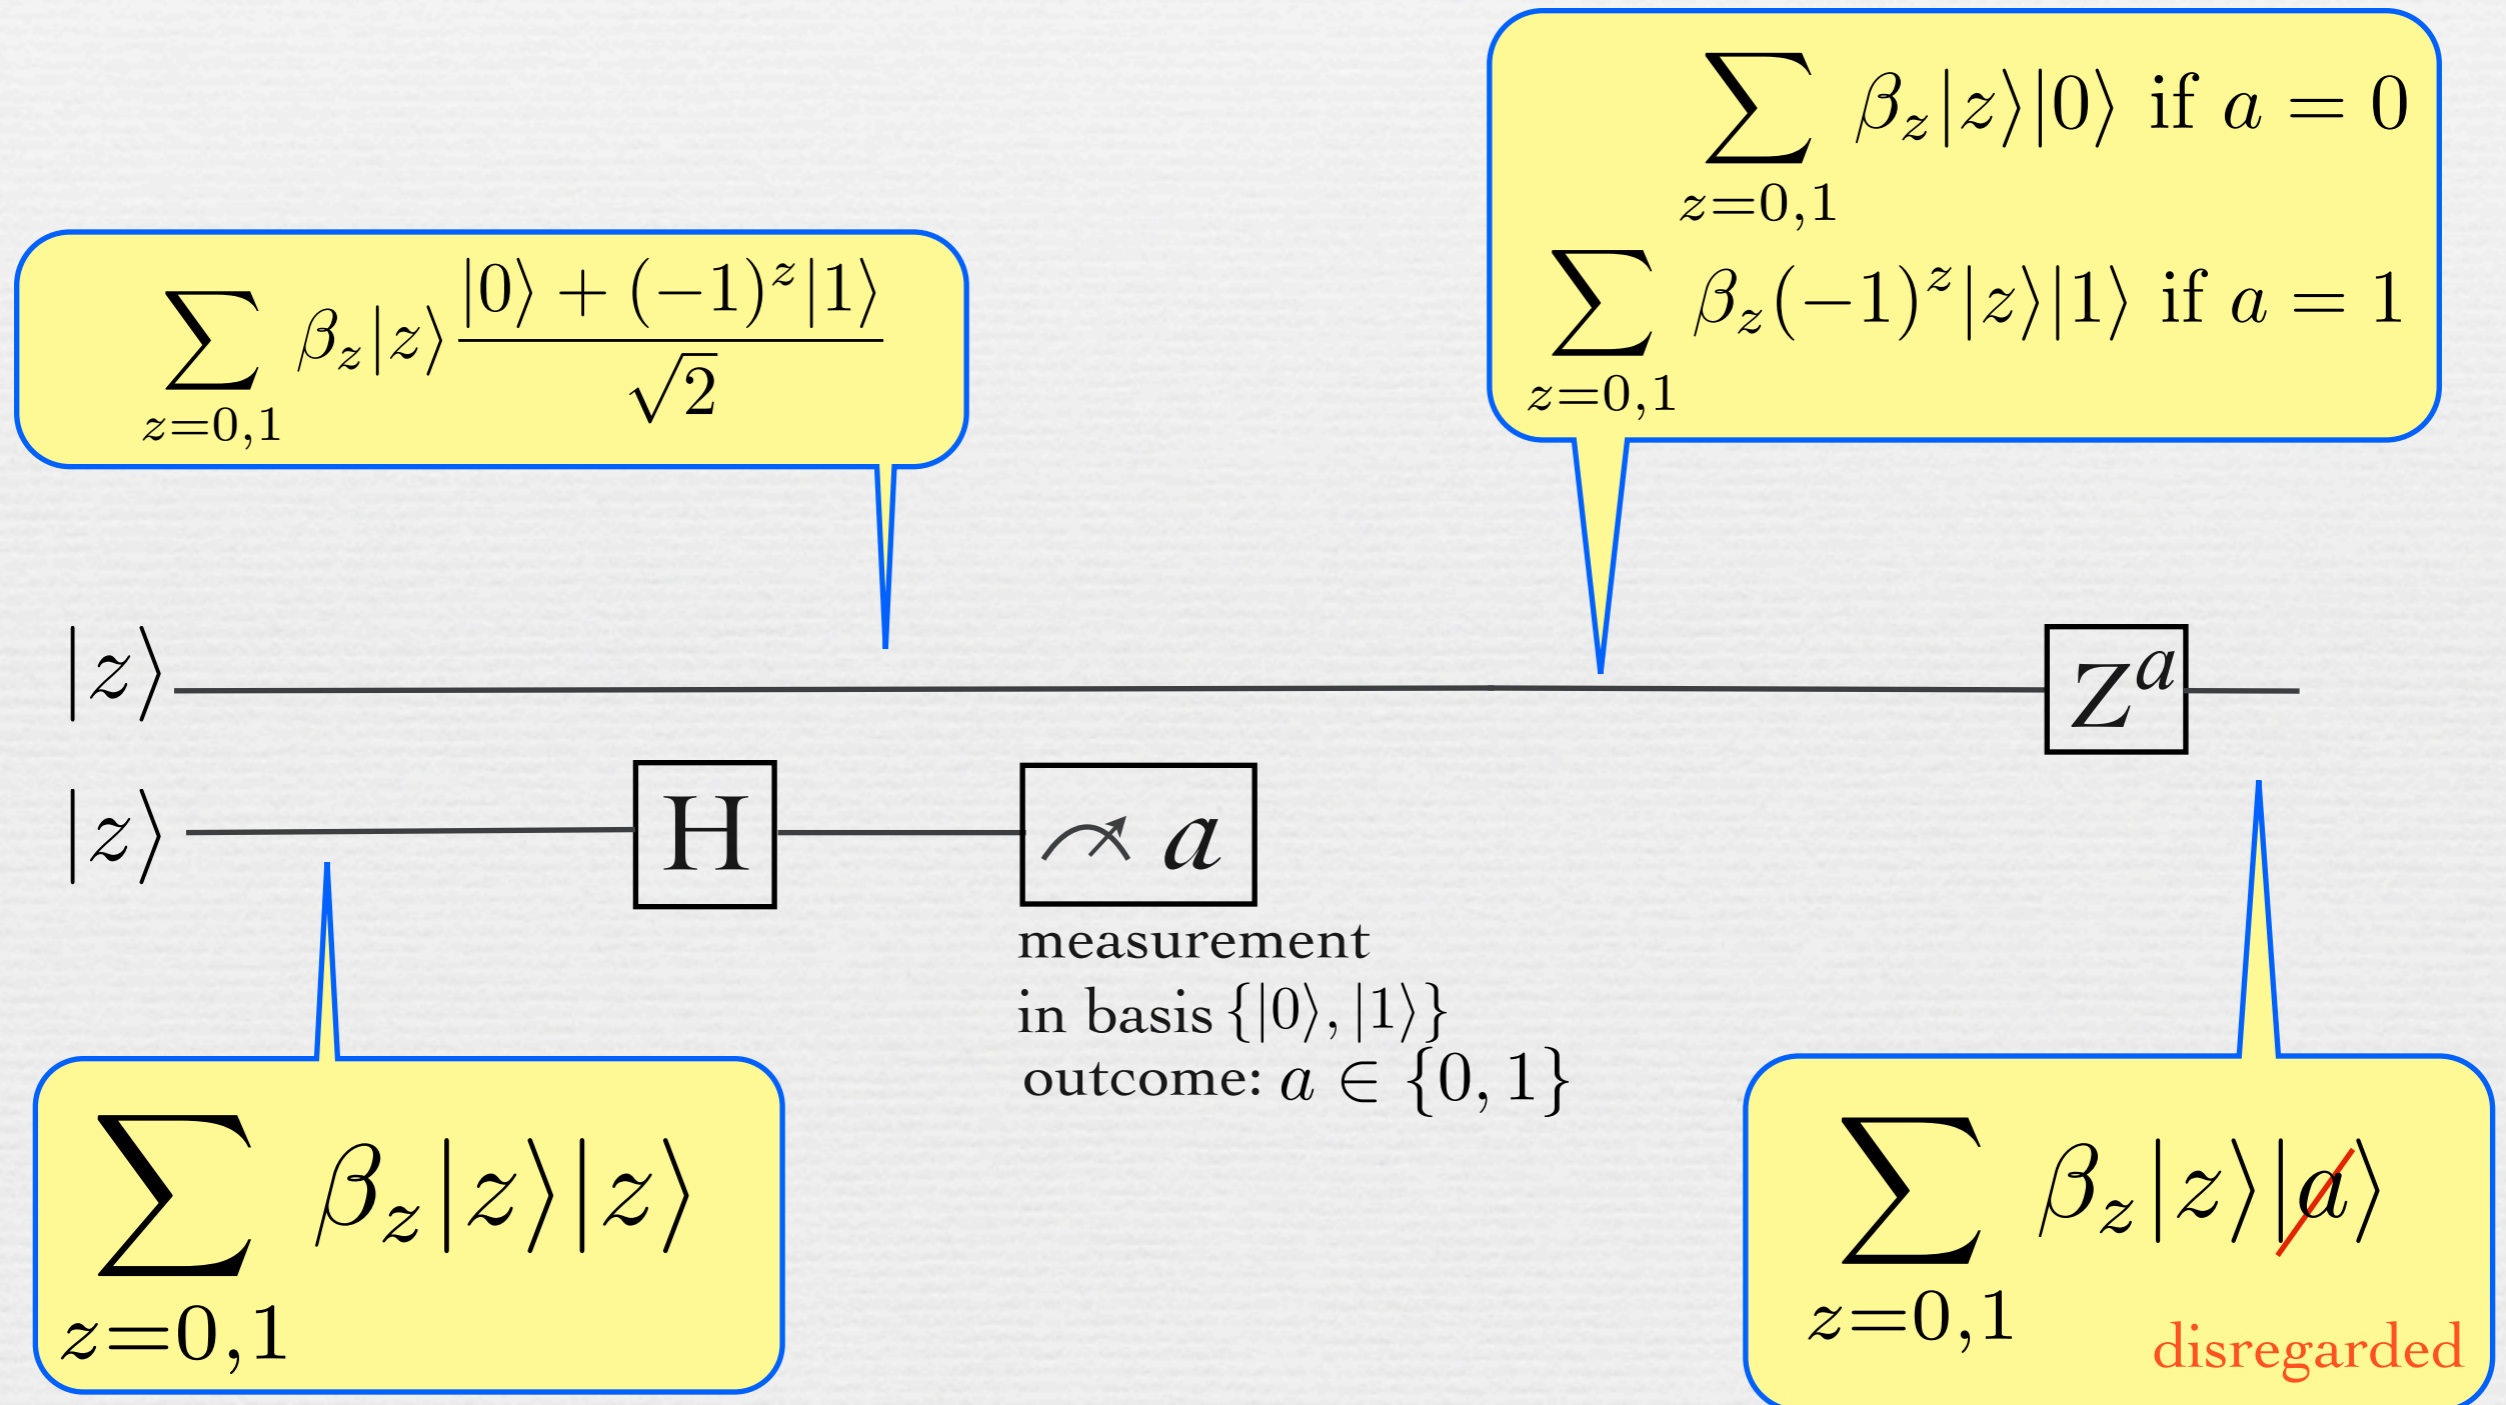 ∑_{z=0,1} β_z|z⟩|0⟩ if a = 0
∑_{z=0,1} β_z(−1)^z|z⟩|1⟩ if a = 1
∑_{z=0,1} β_z|z⟩ (|0⟩ + (−1)^z|1⟩)/√2
|z⟩
Z^a
|z⟩
H
a
measurement
in basis {|0⟩, |1⟩}
outcome: a ∈ {0, 1}
∑_{z=0,1} β_z|z⟩|z⟩
∑_{z=0,1} β_z|z⟩|a⟩
disregarded